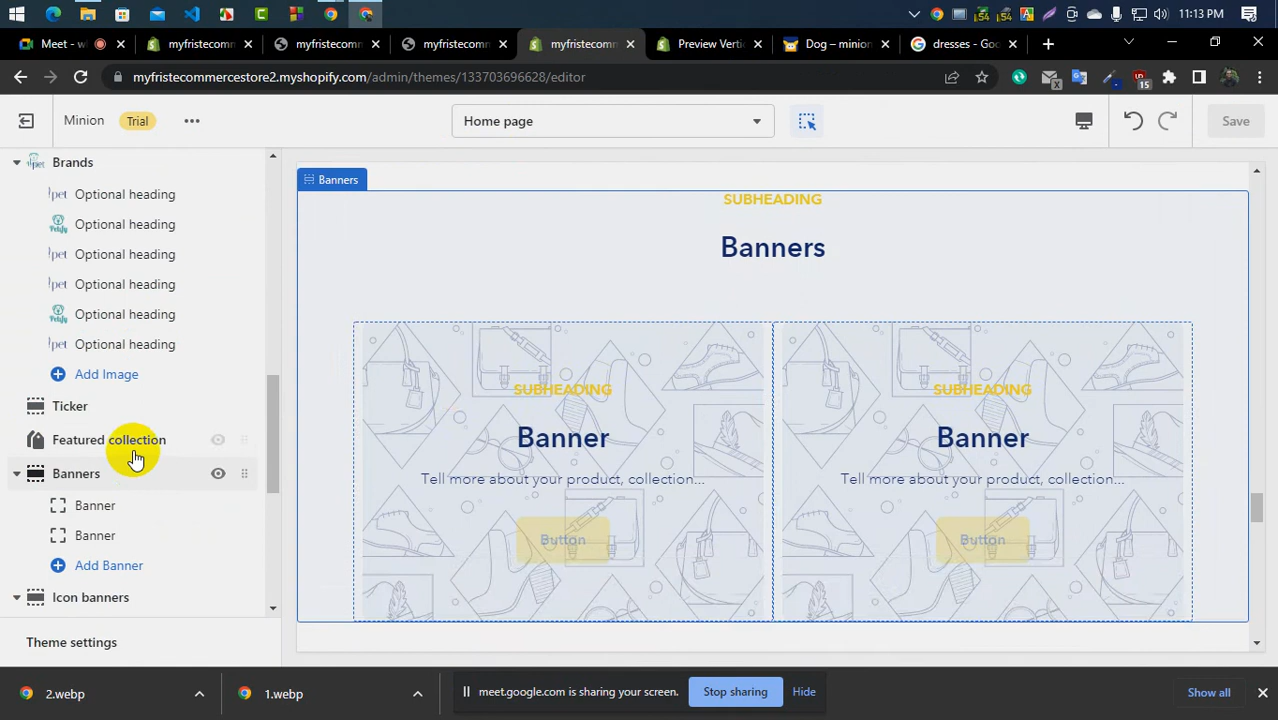 11:13 PM
Meet - w
myfristecomm
myfristecomm
myfristecomm
myfristecomm
Preview Verti
Dog – minion
dresses - Goo
myfristecommercestore2.myshopify.com/admin/themes/133703696628/editor
Minion
Trial
Home page
Save
Brands
Optional heading
Optional heading
Optional heading
Optional heading
Optional heading
Optional heading
Add Image
Ticker
Featured collection
Banners
Banner
Banner
Add Banner
Icon banners
Theme settings
Banners
SUBHEADING
Banners
SUBHEADING
Banner
Tell more about your product, collection...
Button
SUBHEADING
Banner
Tell more about your product, collection...
Button
2.webp
1.webp
meet.google.com is sharing your screen.
Stop sharing
Hide
Show all